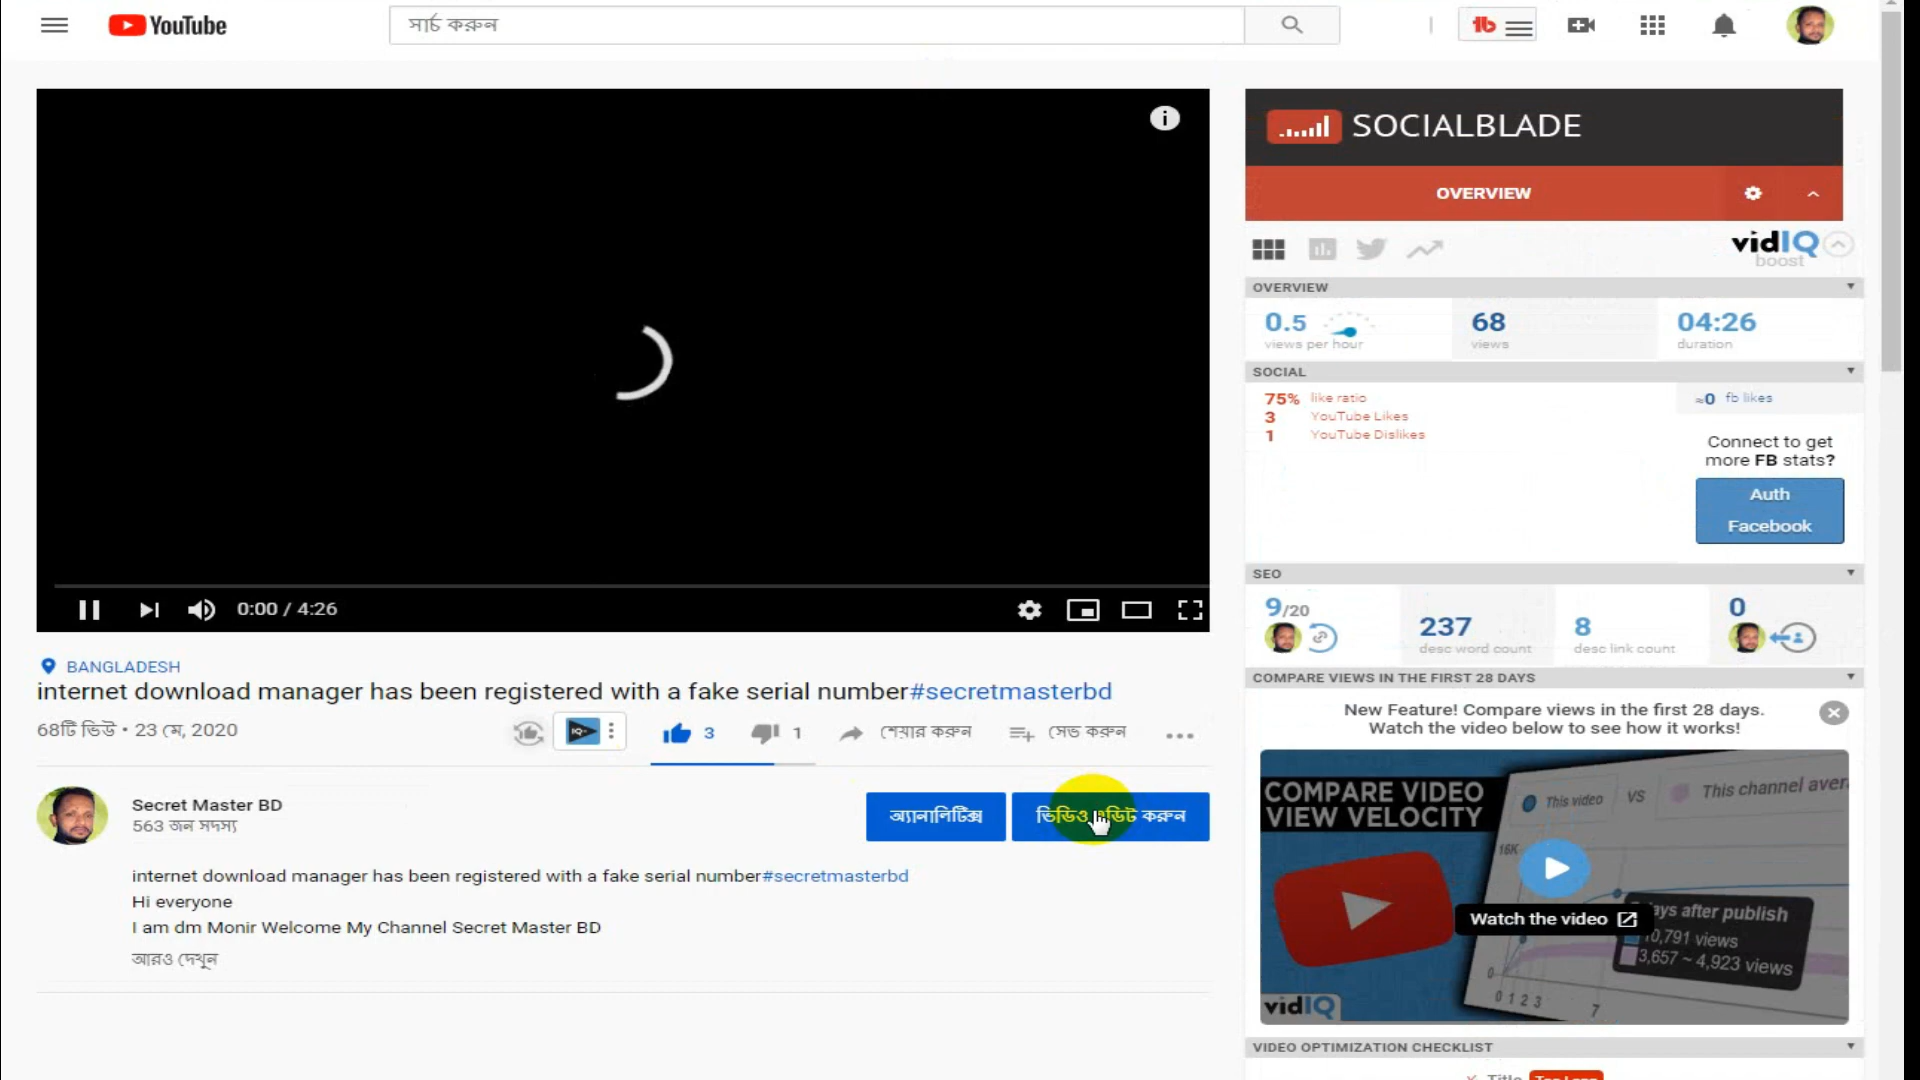 YouTube
সার্চ করুন
SOCIALBLADE
OVERVIEW
vidIQ
boost
OVERVIEW
0.5
views per hour
68
views
04:26
duration
SOCIAL
75% like ratio
3 YouTube Likes
1 YouTube Dislikes
≈0 fb likes
Connect to get
more FB stats?
Auth
Facebook
SEO
9/20
237
desc word count
8
desc link count
0
COMPARE VIEWS IN THE FIRST 28 DAYS
New Feature! Compare views in the first 28 days.
Watch the video below to see how it works!
COMPARE VIDEO
VIEW VELOCITY
This video VS This channel aver
16K
Watch the video
days after publish
10,791 views
3,657 ~ 4,923 views
0
0 1 2 3 7
vidIQ
VIDEO OPTIMIZATION CHECKLIST
0:00 / 4:26
BANGLADESH
internet download manager has been registered with a fake serial number#secretmasterbd
68টি ভিউ • 23 মে, 2020
3
1
শেয়ার করুন
সেভ করুন
Secret Master BD
563 জন সদস্য
অ্যানালিটিক্স
ভিডিও এডিট করুন
internet download manager has been registered with a fake serial number#secretmasterbd
Hi everyone
I am dm Monir Welcome My Channel Secret Master BD
আরও দেখুন